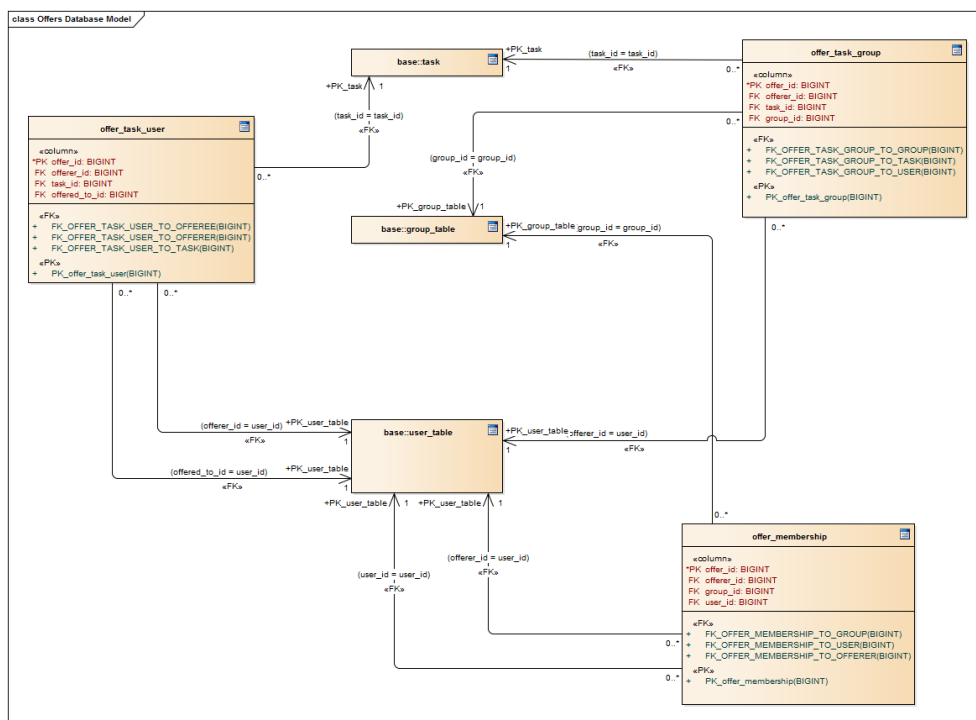 class Offers Database Model
base::task
+PK_task
1
(task_id = task_id)
«FK»
0..*
offer_task_group
«column»
*PK offer_id: BIGINT
FK offerer_id: BIGINT
FK task_id: BIGINT
FK group_id: BIGINT
«FK»
+ FK_OFFER_TASK_GROUP_TO_GROUP(BIGINT)
+ FK_OFFER_TASK_GROUP_TO_TASK(BIGINT)
+ FK_OFFER_TASK_GROUP_TO_USER(BIGINT)
«PK»
+ PK_offer_task_group(BIGINT)
+PK_task
1
(task_id = task_id)
«FK»
0..*
offer_task_user
«column»
*PK offer_id: BIGINT
FK offerer_id: BIGINT
FK task_id: BIGINT
FK offered_to_id: BIGINT
«FK»
+ FK_OFFER_TASK_USER_TO_OFFEREE(BIGINT)
+ FK_OFFER_TASK_USER_TO_OFFERER(BIGINT)
+ FK_OFFER_TASK_USER_TO_TASK(BIGINT)
«PK»
+ PK_offer_task_user(BIGINT)
0..*
(group_id = group_id)
«FK»
+PK_group_table
1
base::group_table
+PK_group_table
1
group_id = group_id)
«FK»
0..*
0..*
0..*
(offerer_id = user_id)
«FK»
+PK_user_table
1
(offered_to_id = user_id)
«FK»
+PK_user_table
1
base::user_table
+PK_user_table
1
offerer_id = user_id)
«FK»
+PK_user_table
1
+PK_user_table
1
(user_id = user_id)
«FK»
(offerer_id = user_id)
«FK»
0..*
offer_membership
«column»
*PK offer_id: BIGINT
FK offerer_id: BIGINT
FK group_id: BIGINT
FK user_id: BIGINT
«FK»
+ FK_OFFER_MEMBERSHIP_TO_GROUP(BIGINT)
+ FK_OFFER_MEMBERSHIP_TO_USER(BIGINT)
+ FK_OFFER_MEMBERSHIP_TO_OFFERER(BIGINT)
«PK»
+ PK_offer_membership(BIGINT)
0..*
0..*